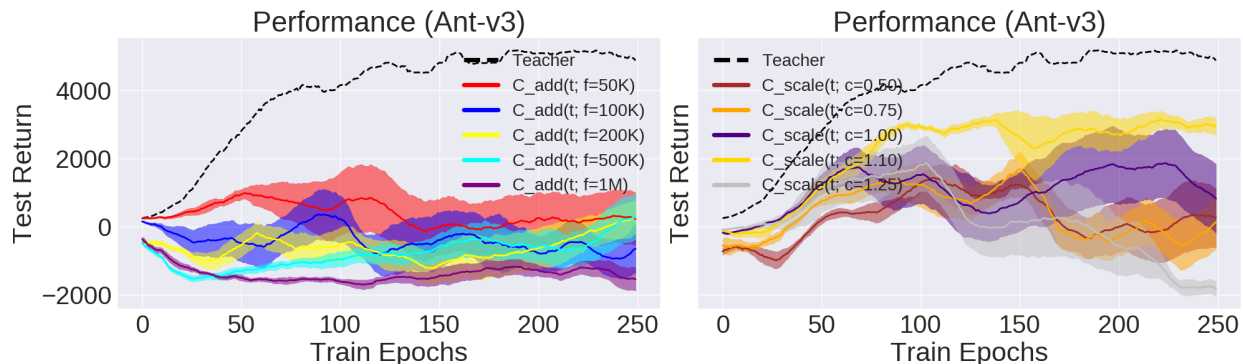 Performance (Ant-v3)
Test Return
4000
2000
0
−2000
Teacher
C_add(t; f=50K)
C_add(t; f=100K)
C_add(t; f=200K)
C_add(t; f=500K)
C_add(t; f=1M)
0 50 100 150 200 250
Train Epochs
Performance (Ant-v3)
Test Return
Teacher
C_scale(t; c=0.50)
C_scale(t; c=0.75)
C_scale(t; c=1.00)
C_scale(t; c=1.10)
C_scale(t; c=1.25)
0 50 100 150 200 250
Train Epochs